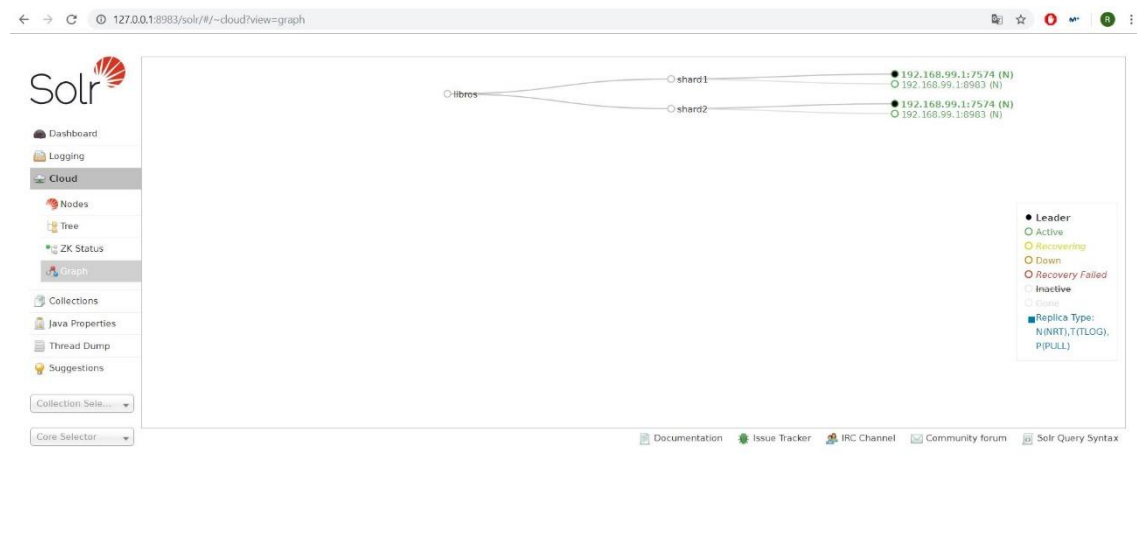 127.0.0.1:8983/solr/#/~cloud?view=graph
R
Solr
Dashboard
Logging
Cloud
Nodes
Tree
ZK Status
Graph
Collections
Java Properties
Thread Dump
Suggestions
Collection Sele...
Core Selector
libros
shard1
192.168.99.1:7574 (N)
192.168.99.1:8983 (N)
shard2
192.168.99.1:7574 (N)
192.168.99.1:8983 (N)
Leader
Active
Recovering
Down
Recovery Failed
Inactive
Gone
Replica Type:
N(NRT),T(TLOG),
P(PULL)
Documentation Issue Tracker IRC Channel Community forum Solr Query Syntax